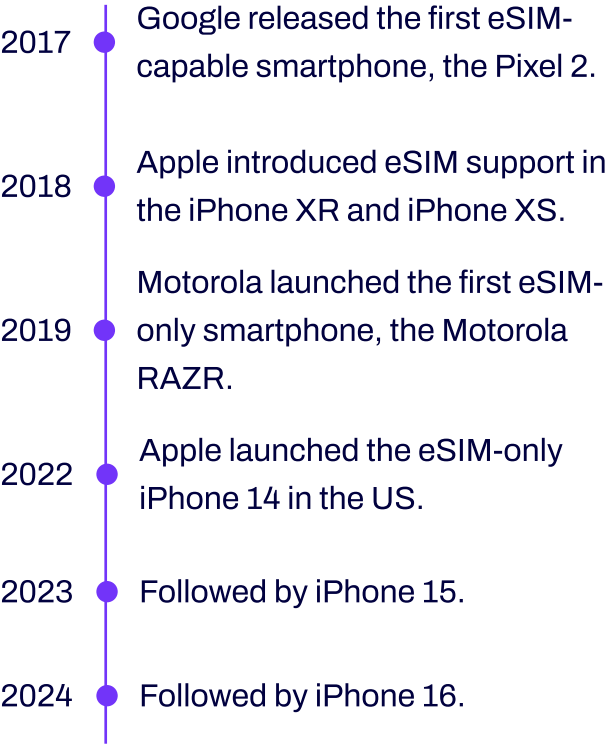 2017
Google released the first eSIM-
capable smartphone, the Pixel 2.
2018
Apple introduced eSIM support in
the iPhone XR and iPhone XS.
2019
Motorola launched the first eSIM-
only smartphone, the Motorola
RAZR.
2022
Apple launched the eSIM-only
iPhone 14 in the US.
2023
Followed by iPhone 15.
2024
Followed by iPhone 16.